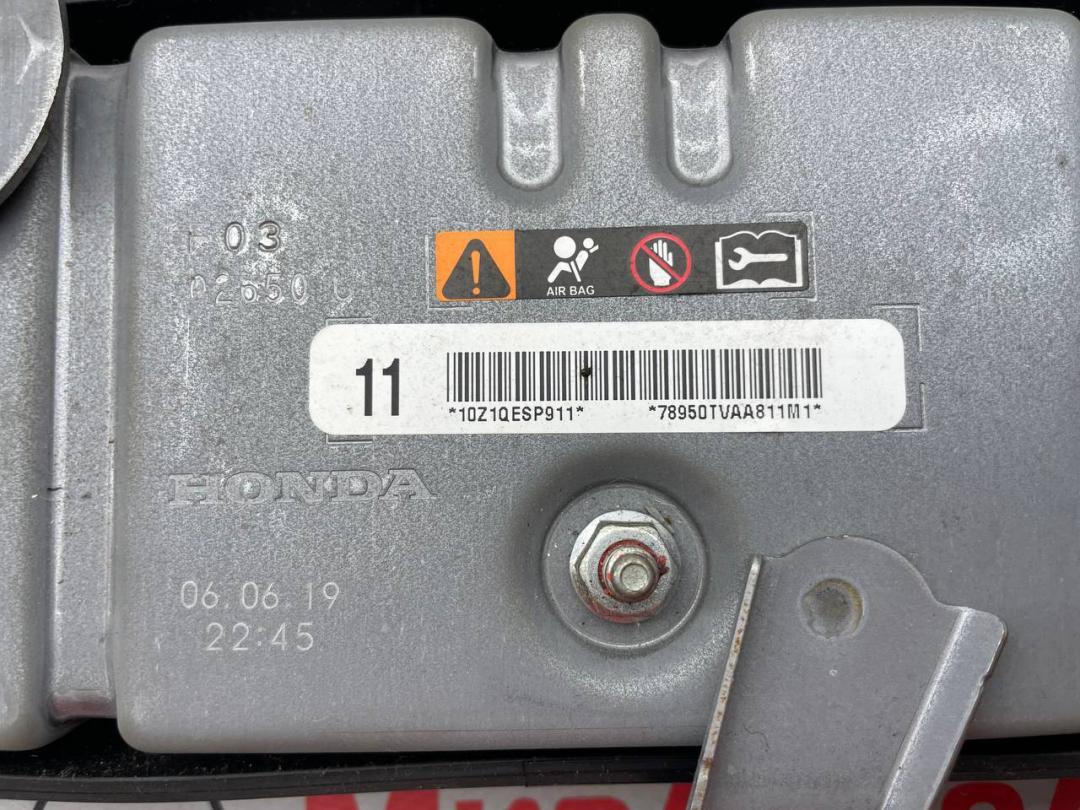 03
AIR BAG
11
*10Z1QESP911* *78950TVAA811M1*
HONDA
06.06.19
22:45